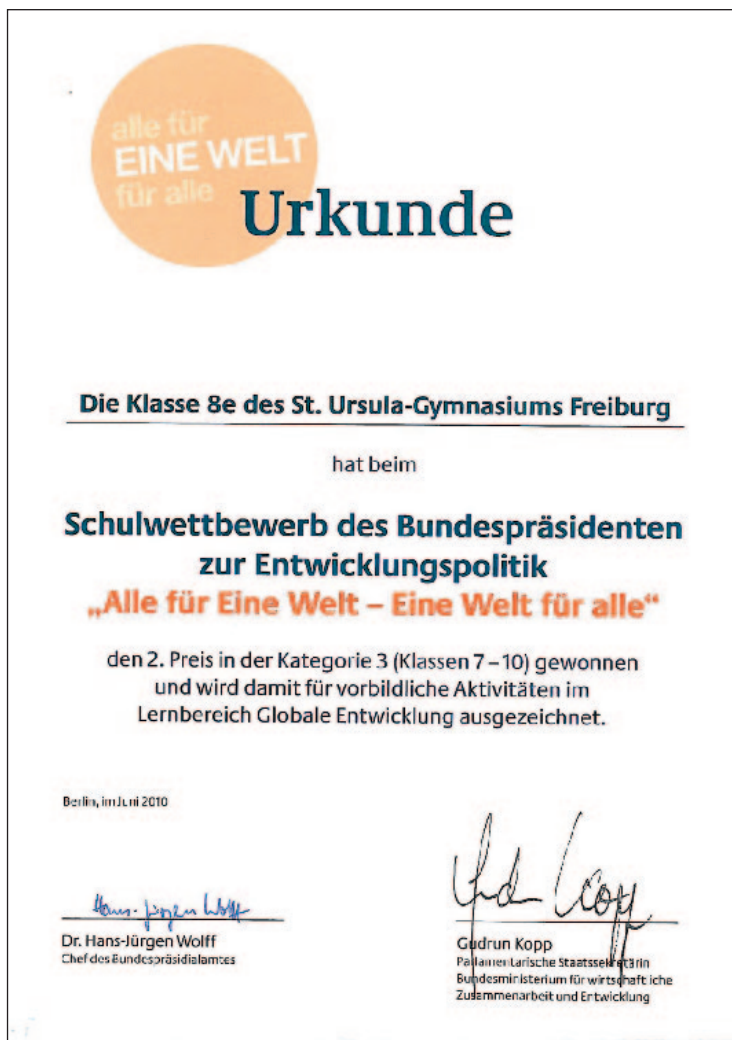 alle für
EINE WELT
für alle
Urkunde
Die Klasse 8e des St. Ursula-Gymnasiums Freiburg
hat beim
Schulwettbewerb des Bundespräsidenten
zur Entwicklungspolitik
„Alle für Eine Welt – Eine Welt für alle“
den 2. Preis in der Kategorie 3 (Klassen 7 – 10) gewonnen
und wird damit für vorbildliche Aktivitäten im
Lernbereich Globale Entwicklung ausgezeichnet.
Berlin, im Juni 2010
Hans-Jürgen Wolff
Dr. Hans-Jürgen Wolff
Chef des Bundespräsidialamtes
Gudrun Kopp
Parlamentarische Staatssekretärin
Bundesministerium für wirtschaftliche
Zusammenarbeit und Entwicklung